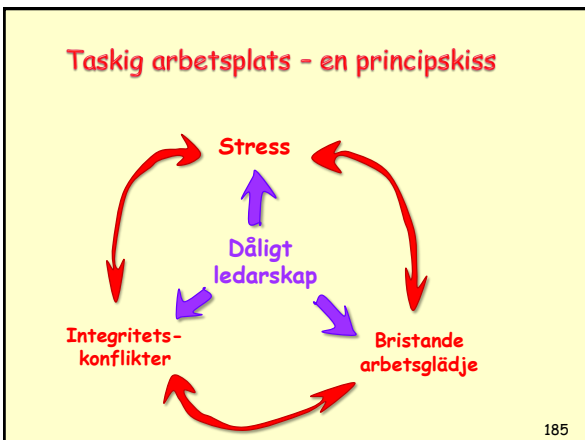 Taskig arbetsplats – en principskiss
Stress
Dåligt
ledarskap
Integritets-
konflikter
Bristande
arbetsglädje
185